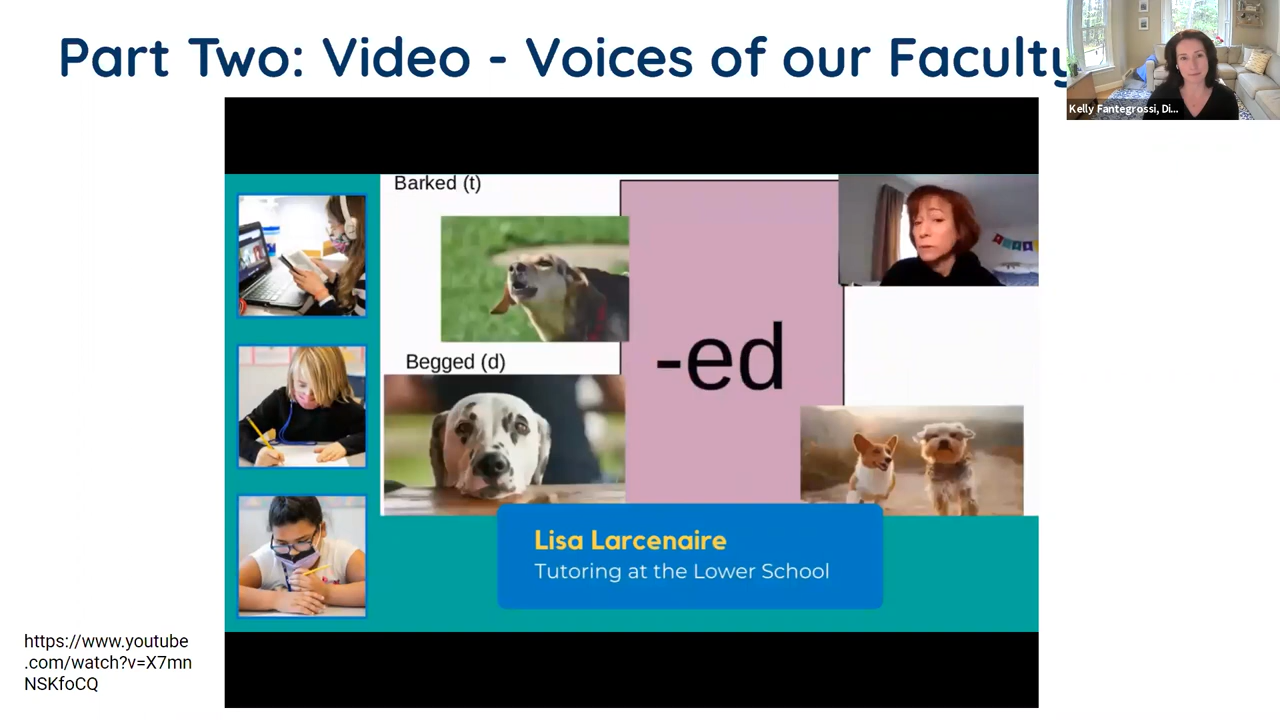 Part Two: Video - Voices of our Faculty
Kelly Fantegrossi, Di...
Barked (t)
Begged (d)
-ed
Lisa Larcenaire
Tutoring at the Lower School
https://www.youtube
.com/watch?v=X7mn
NSKfoCQ